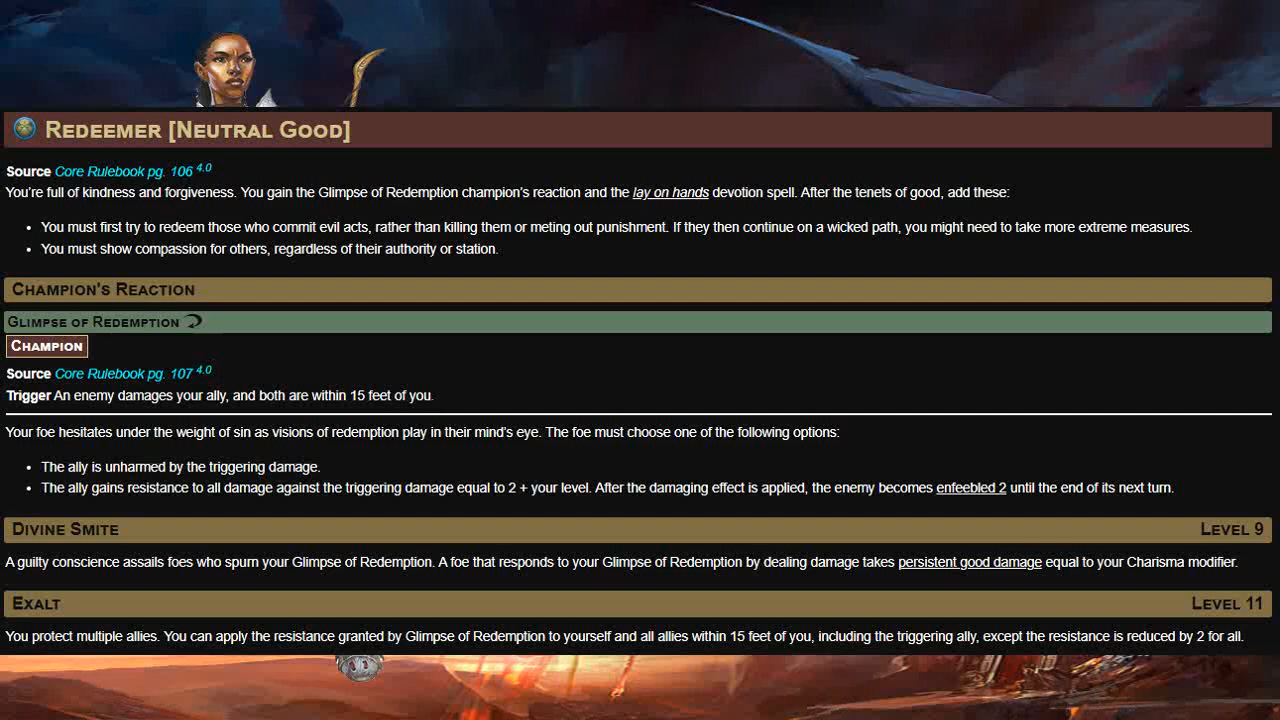 Redeemer [Neutral Good]
Source Core Rulebook pg. 106 4.0
You're full of kindness and forgiveness. You gain the Glimpse of Redemption champion's reaction and the lay on hands devotion spell. After the tenets of good, add these:
• You must first try to redeem those who commit evil acts, rather than killing them or meting out punishment. If they then continue on a wicked path, you might need to take more extreme measures.
• You must show compassion for others, regardless of their authority or station.
Champion's Reaction
Glimpse of Redemption
Champion
Source Core Rulebook pg. 107 4.0
Trigger An enemy damages your ally, and both are within 15 feet of you.
Your foe hesitates under the weight of sin as visions of redemption play in their mind's eye. The foe must choose one of the following options:
• The ally is unharmed by the triggering damage.
• The ally gains resistance to all damage against the triggering damage equal to 2 + your level. After the damaging effect is applied, the enemy becomes enfeebled 2 until the end of its next turn.
Divine Smite Level 9
A guilty conscience assails foes who spurn your Glimpse of Redemption. A foe that responds to your Glimpse of Redemption by dealing damage takes persistent good damage equal to your Charisma modifier.
Exalt Level 11
You protect multiple allies. You can apply the resistance granted by Glimpse of Redemption to yourself and all allies within 15 feet of you, including the triggering ally, except the resistance is reduced by 2 for all.